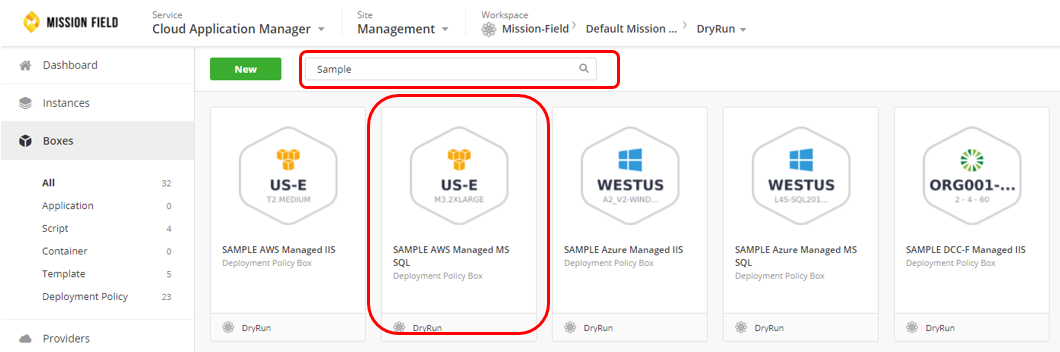 MISSION FIELD
Service
Cloud Application Manager
Site
Management
Workspace
Mission-Field
Default Mission ...
DryRun
Dashboard
Instances
Boxes
All 32
Application 0
Script 4
Container 0
Template 5
Deployment Policy 23
Providers
New
Sample
US-E
T2.MEDIUM
SAMPLE AWS Managed IIS
Deployment Policy Box
DryRun
US-E
M3.2XLARGE
SAMPLE AWS Managed MS
SQL
Deployment Policy Box
DryRun
WESTUS
A2_V2-WIND...
SAMPLE Azure Managed IIS
Deployment Policy Box
DryRun
WESTUS
L4S-SQL201...
SAMPLE Azure Managed MS
SQL
Deployment Policy Box
DryRun
ORG001-...
2 - 4 - 60
SAMPLE DCC-F Managed IIS
Deployment Policy Box
DryRun